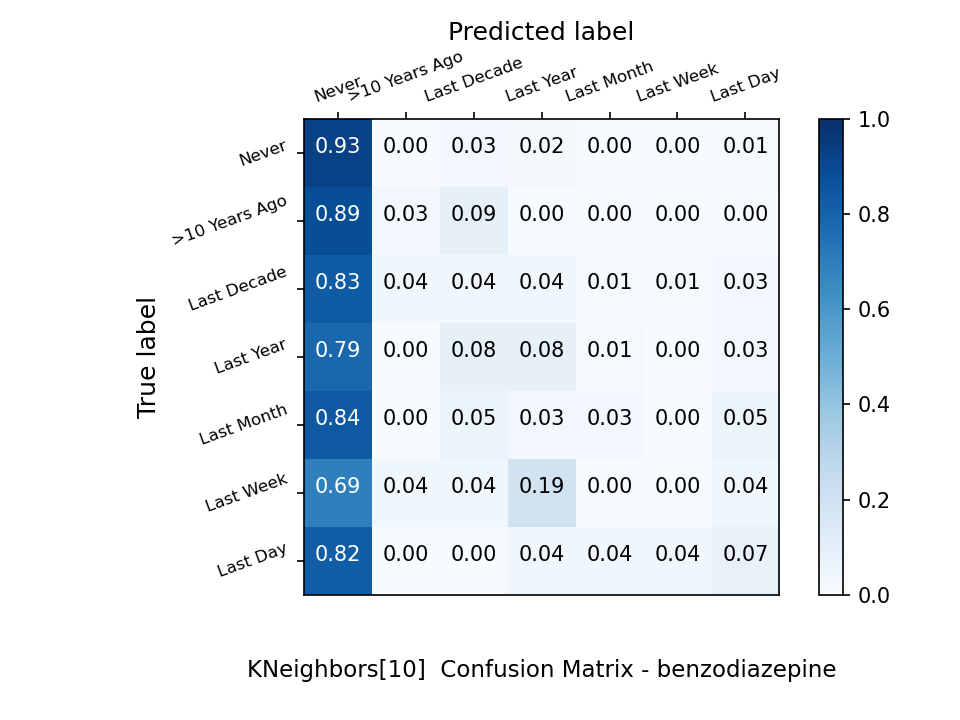 Predicted label
Never >10 Years Ago Last Decade Last Year Last Month Last Week Last Day
Never 0.93 0.00 0.03 0.02 0.00 0.00 0.01
>10 Years Ago 0.89 0.03 0.09 0.00 0.00 0.00 0.00
Last Decade 0.83 0.04 0.04 0.04 0.01 0.01 0.03
Last Year 0.79 0.00 0.08 0.08 0.01 0.00 0.03
Last Month 0.84 0.00 0.05 0.03 0.03 0.00 0.05
Last Week 0.69 0.04 0.04 0.19 0.00 0.00 0.04
Last Day 0.82 0.00 0.00 0.04 0.04 0.04 0.07
True label
1.0
0.8
0.6
0.4
0.2
0.0
KNeighbors[10]  Confusion Matrix - benzodiazepine